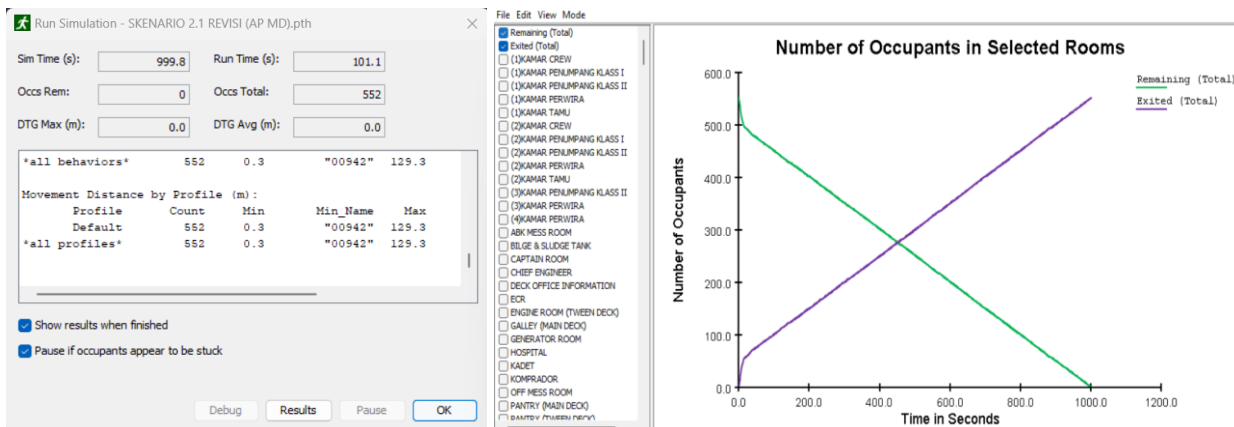 Run Simulation - SKENARIO 2.1 REVISI (AP MD).pth
Sim Time (s): 999.8 Run Time (s): 101.1
Occs Rem: 0 Occs Total: 552
DTG Max (m): 0.0 DTG Avg (m): 0.0
*all behaviors* 552 0.3 "00942" 129.3
Movement Distance by Profile (m):
Profile Count Min Min_Name Max
Default 552 0.3 "00942" 129.3
*all profiles* 552 0.3 "00942" 129.3
Show results when finished
Pause if occupants appear to be stuck
Debug Results Pause OK
File Edit View Mode
Remaining (Total)
Exited (Total)
(1)KAMAR CREW
(1)KAMAR PENUMPANG KLASS I
(1)KAMAR PENUMPANG KLASS II
(1)KAMAR PERWIRA
(1)KAMAR TAMU
(2)KAMAR CREW
(2)KAMAR PENUMPANG KLASS I
(2)KAMAR PENUMPANG KLASS II
(2)KAMAR PERWIRA
(2)KAMAR TAMU
(3)KAMAR PENUMPANG KLASS II
(3)KAMAR PERWIRA
(4)KAMAR PERWIRA
ABK MESS ROOM
BILGE & SLUDGE TANK
CAPTAIN ROOM
CHIEF ENGINEER
DECK OFFICE INFORMATION
ECR
ENGINE ROOM (TWEEN DECK)
GALLEY (MAIN DECK)
GENERATOR ROOM
HOSPITAL
KADET
KOMPRADOR
OFF MESS ROOM
PANTRY (MAIN DECK)
PANTRY (TWEEN DECK)
Number of Occupants in Selected Rooms
Remaining (Total)
Exited (Total)
Number of Occupants
600.0
500.0
400.0
300.0
200.0
100.0
0.0
0.0 200.0 400.0 600.0 800.0 1000.0 1200.0
Time in Seconds